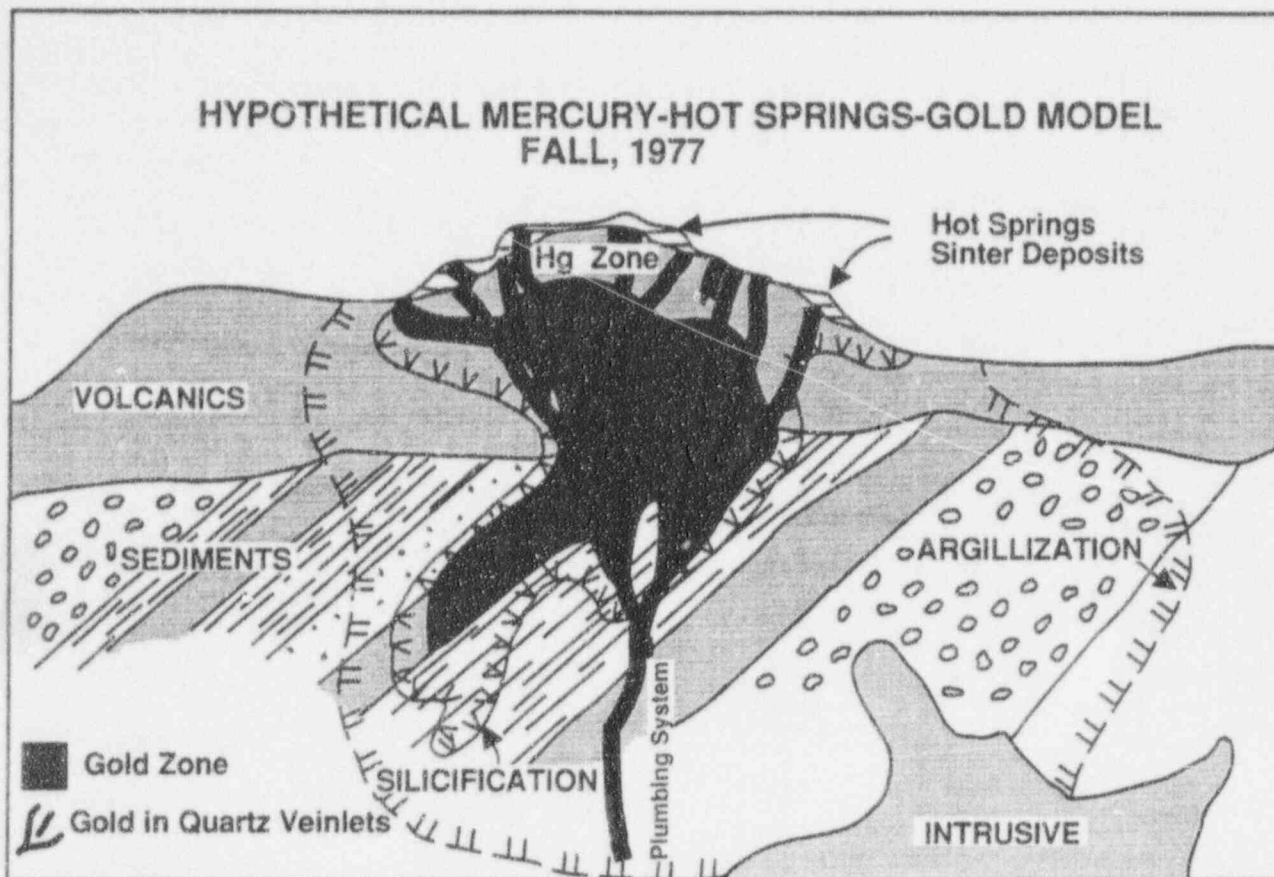 HYPOTHETICAL MERCURY-HOT SPRINGS-GOLD MODEL
FALL, 1977
Hot Springs
Sinter Deposits
Hg Zone
VOLCANICS
SEDIMENTS
ARGILLIZATION
Plumbing System
Gold Zone
SILICIFICATION
Gold in Quartz Veinlets
INTRUSIVE